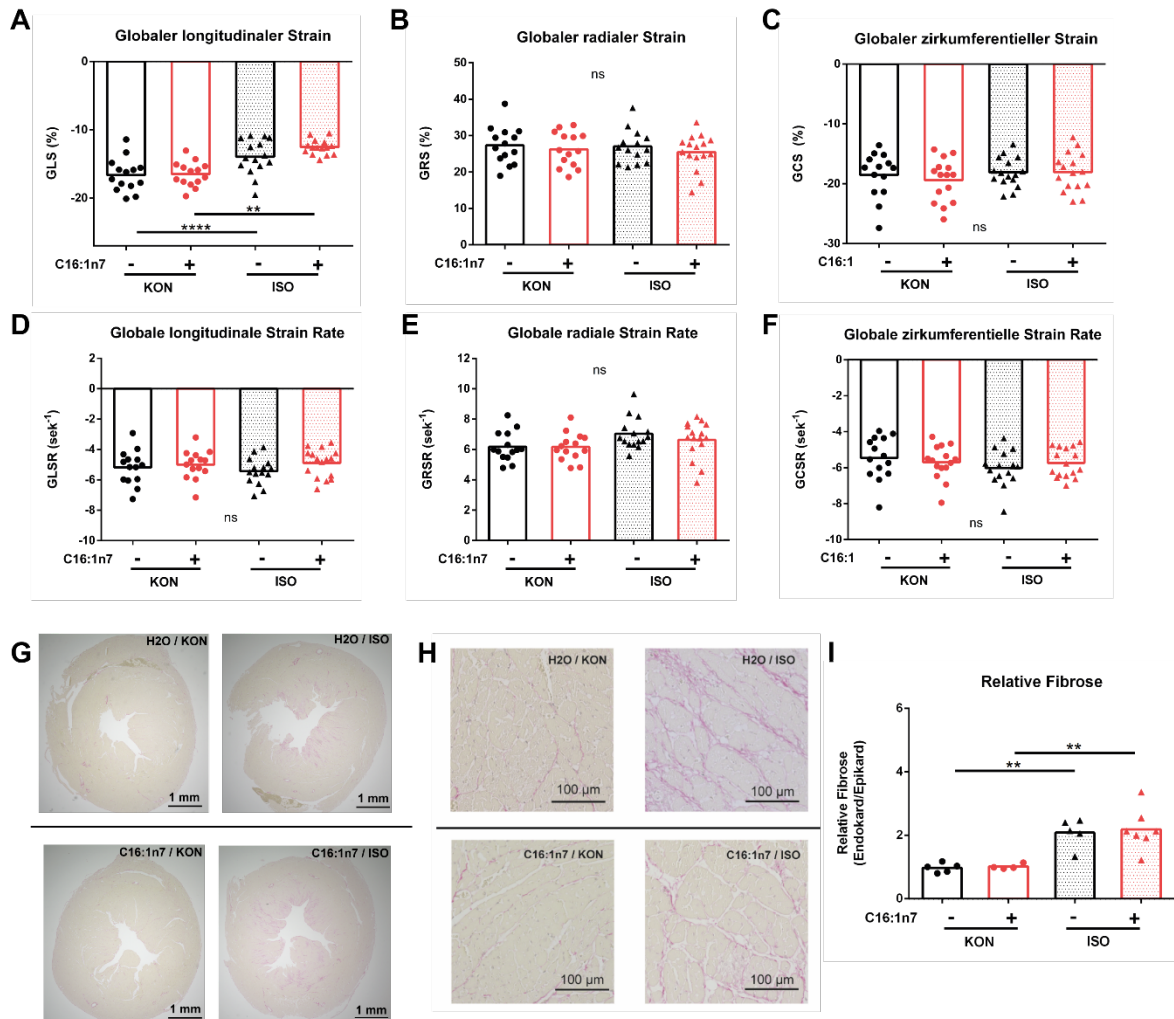 A
Globaler longitudinaler Strain
GLS (%)
0
-10
-20
**
****
C16:1n7
- + - +
KON ISO
B
Globaler radialer Strain
GRS (%)
50
40
30
20
10
0
ns
C16:1n7
- + - +
KON ISO
C
Globaler zirkumferentieller Strain
GCS (%)
0
-10
-20
-30
ns
C16:1
- + - +
KON ISO
D
Globale longitudinale Strain Rate
GLSR (sek⁻¹)
2
0
-2
-4
-6
-8
-10
ns
C16:1n7
- + - +
KON ISO
E
Globale radiale Strain Rate
GRSR (sek⁻¹)
12
10
8
6
4
2
0
ns
C16:1n7
- + - +
KON ISO
F
Globale zirkumferentielle Strain Rate
GCSR (sek⁻¹)
0
-2
-4
-6
-8
-10
ns
C16:1
- + - +
KON ISO
G
H2O / KON
1 mm
H2O / ISO
1 mm
C16:1n7 / KON
1 mm
C16:1n7 / ISO
1 mm
H
H2O / KON
100 µm
H2O / ISO
100 µm
C16:1n7 / KON
100 µm
C16:1n7 / ISO
100 µm
I
Relative Fibrose
Relative Fibrose
(Endokard/Epikard)
6
4
2
0
**
**
C16:1n7
- + - +
KON ISO